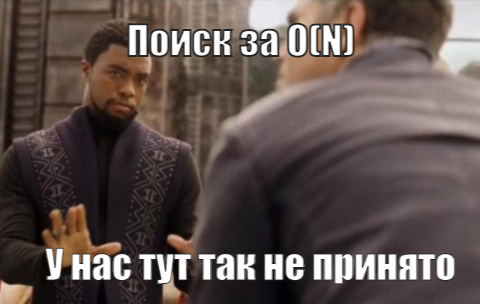 Поиск за O(N)
У нас тут так не принято